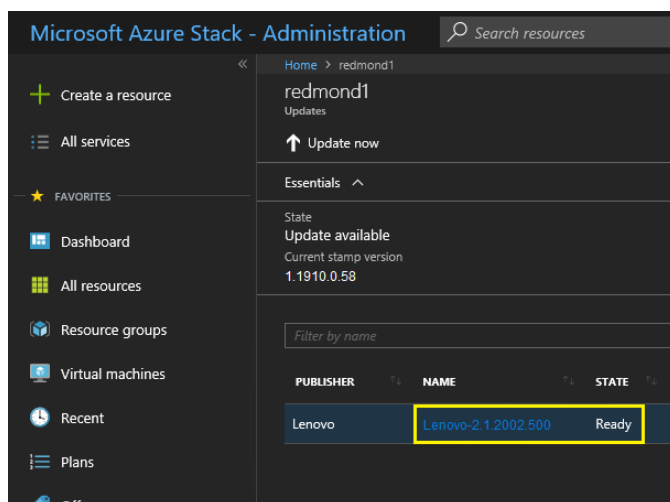 Microsoft Azure Stack - Administration
Search resources
«
Home > redmond1
redmond1
Updates
Update now
Create a resource
All services
FAVORITES
Dashboard
All resources
Resource groups
Virtual machines
Recent
Plans
Essentials
State
Update available
Current stamp version
1.1910.0.58
Filter by name
PUBLISHER NAME STATE
Lenovo Lenovo-2.1.2002.500 Ready